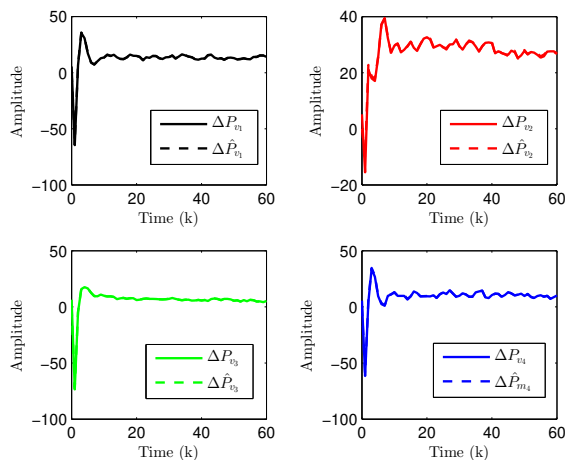 50
0
−50
−100
Amplitude
0 20 40 60
Time (k)
ΔP_{v_1}
ΔP̂_{v_1}
40
20
0
−20
Amplitude
0 20 40 60
Time (k)
ΔP_{v_2}
ΔP̂_{v_2}
50
0
−50
−100
Amplitude
0 20 40 60
Time (k)
ΔP_{v_3}
ΔP̂_{v_3}
50
0
−50
−100
Amplitude
0 20 40 60
Time (k)
ΔP_{v_4}
ΔP̂_{m_4}